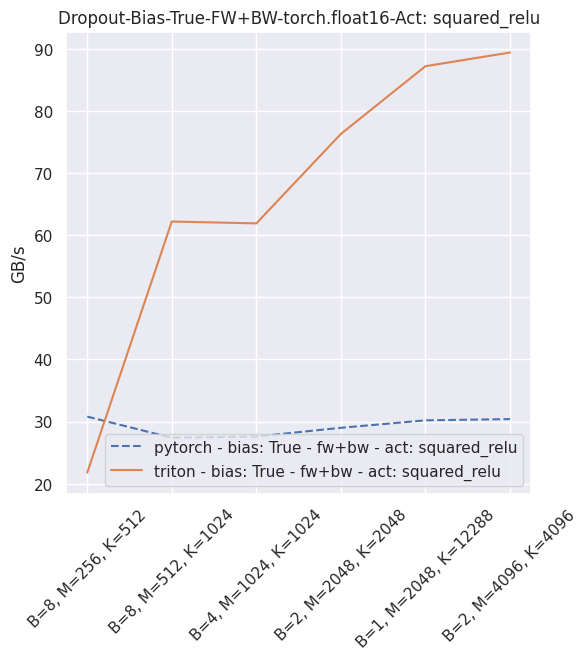 Dropout-Bias-True-FW+BW-torch.float16-Act: squared_relu
90
80
70
60
50
40
30
20
GB/s
pytorch - bias: True - fw+bw - act: squared_relu
triton - bias: True - fw+bw - act: squared_relu
B=8, M=256, K=512
B=8, M=512, K=1024
B=4, M=1024, K=1024
B=2, M=2048, K=2048
B=1, M=2048, K=12288
B=2, M=4096, K=4096